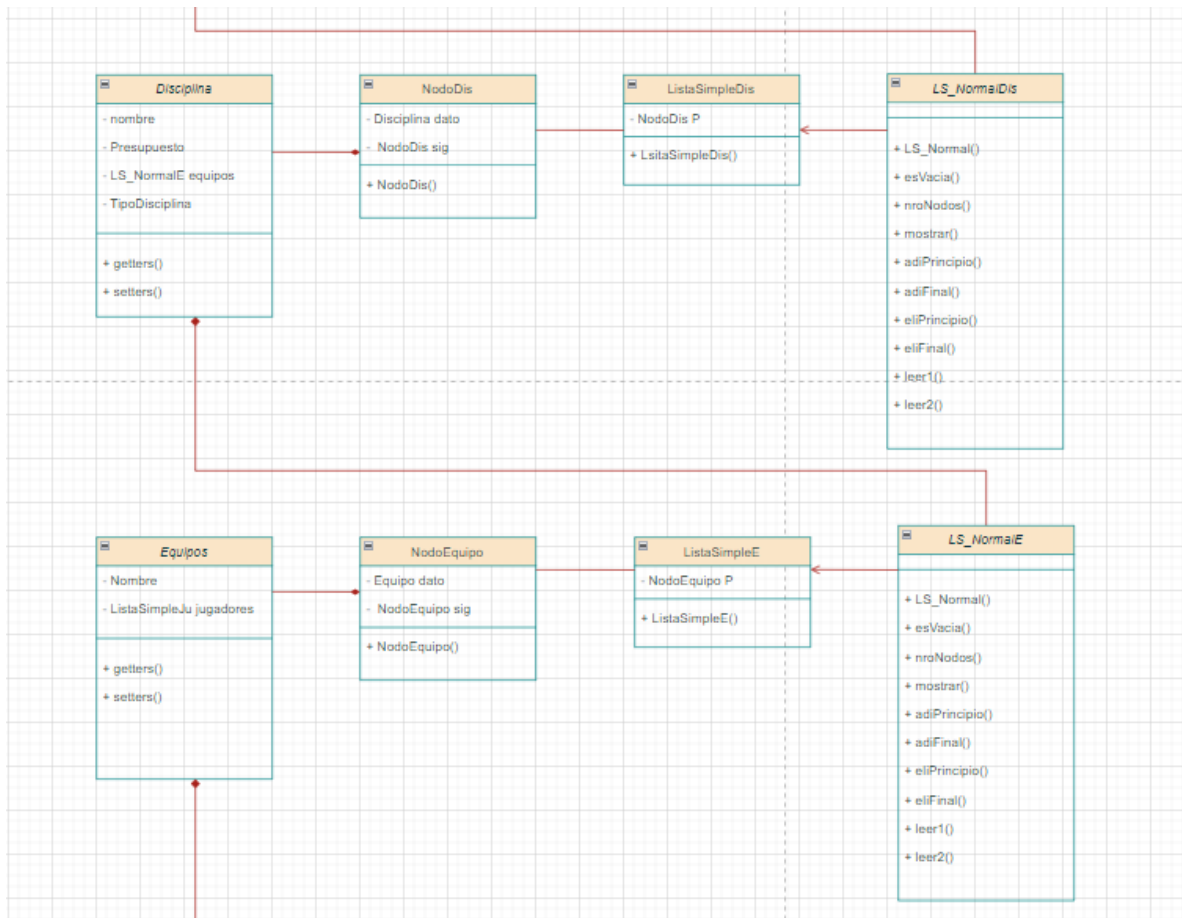 Disciplina
- nombre
- Presupuesto
- LS_NormalE equipos
- TipoDisciplina
+ getters()
+ setters()
NodoDis
- Disciplina dato
- NodoDis sig
+ NodoDis()
ListaSimpleDis
- NodoDis P
+ LsitaSimpleDis()
LS_NormalDis
+ LS_Normal()
+ esVacia()
+ nroNodos()
+ mostrar()
+ adiPrincipio()
+ adiFinal()
+ eliPrincipio()
+ eliFinal()
+ leer1()
+ leer2()
Equipos
- Nombre
- ListaSimpleJu jugadores
+ getters()
+ setters()
NodoEquipo
- Equipo dato
- NodoEquipo sig
+ NodoEquipo()
ListaSimpleE
- NodoEquipo P
+ ListaSimpleE()
LS_NormalE
+ LS_Normal()
+ esVacia()
+ nroNodos()
+ mostrar()
+ adiPrincipio()
+ adiFinal()
+ eliPrincipio()
+ eliFinal()
+ leer1()
+ leer2()